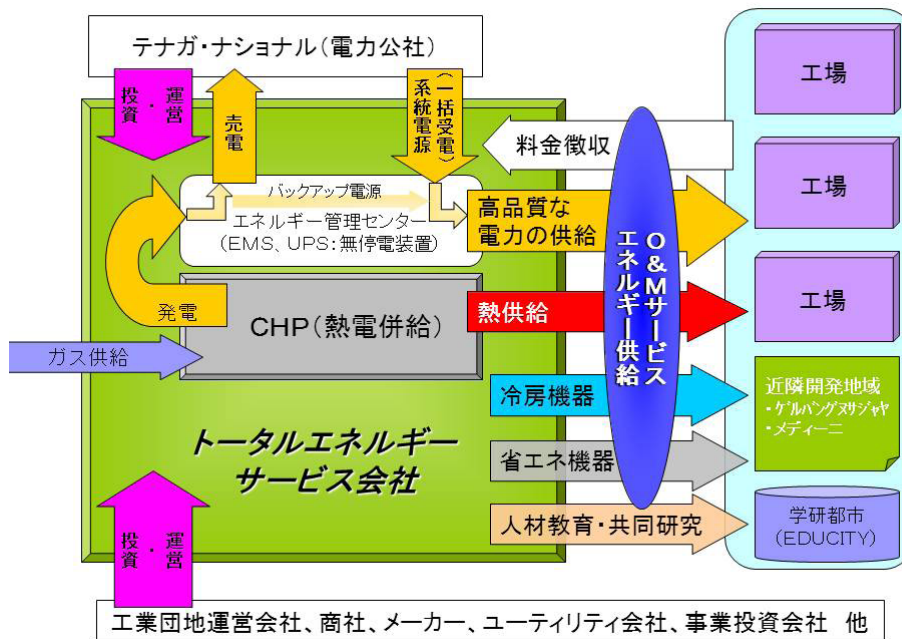 テナガ・ナショナル(電力公社)
投資・運営
売電
系統電源
(一括受電)
料金徴収
バックアップ電源
エネルギー管理センター
(EMS、UPS:無停電装置)
高品質な
電力の供給
発電
CHP(熱電併給)
熱供給
ガス供給
冷房機器
省エネ機器
人材教育・共同研究
O&Mサービス
エネルギー供給
トータルエネルギー
サービス会社
投資・運営
工場
工場
工場
近隣開発地域
・ゲルバングヌサジャヤ
・メディーニ
学研都市
(EDUCITY)
工業団地運営会社、商社、メーカー、ユーティリティ会社、事業投資会社 他